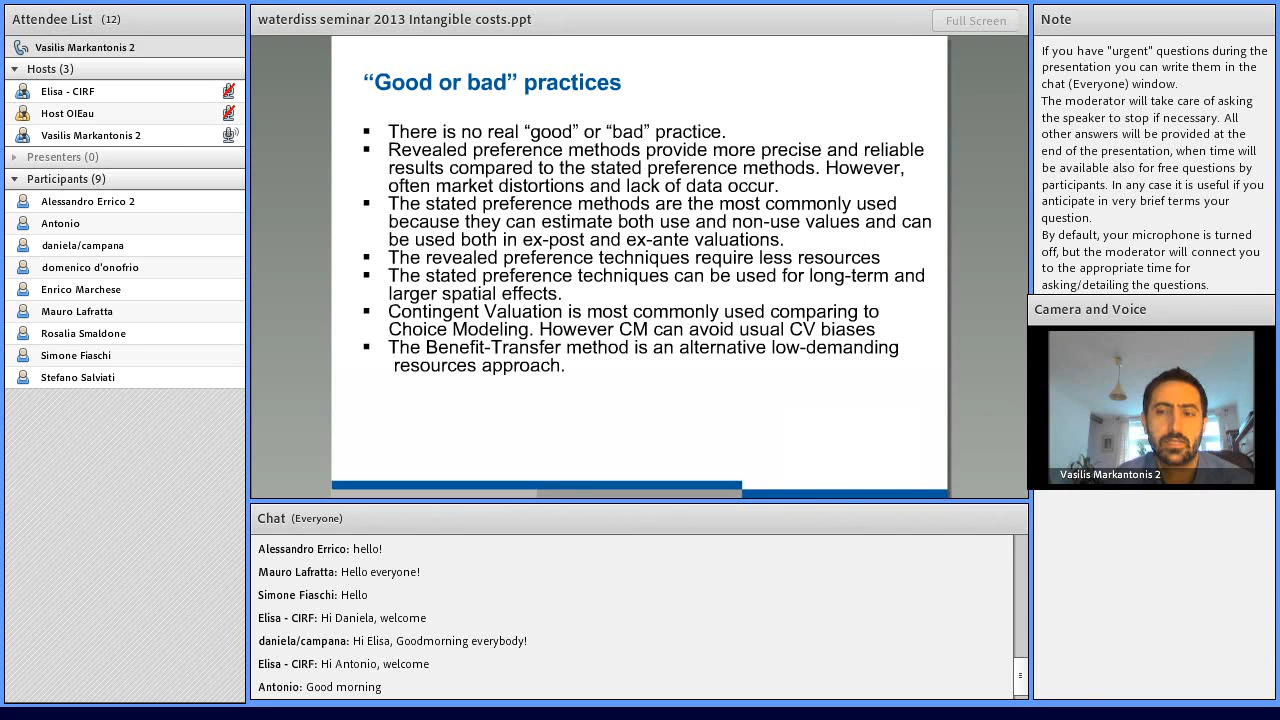 Attendee List (12)
Vasilis Markantonis 2
Hosts (3)
Elisa - CIRF
Host OIEau
Vasilis Markantonis 2
Presenters (0)
Participants (9)
Alessandro Errico 2
Antonio
daniela/campana
domenico d'onofrio
Enrico Marchese
Mauro Lafratta
Rosalia Smaldone
Simone Fiaschi
Stefano Salviati
waterdiss seminar 2013 Intangible costs.ppt
Full Screen
“Good or bad” practices
▪ There is no real “good” or “bad” practice.
▪ Revealed preference methods provide more precise and reliable
results compared to the stated preference methods. However,
often market distortions and lack of data occur.
▪ The stated preference methods are the most commonly used
because they can estimate both use and non-use values and can
be used both in ex-post and ex-ante valuations.
▪ The revealed preference techniques require less resources
▪ The stated preference techniques can be used for long-term and
larger spatial effects.
▪ Contingent Valuation is most commonly used comparing to
Choice Modeling. However CM can avoid usual CV biases
▪ The Benefit-Transfer method is an alternative low-demanding
resources approach.
Chat (Everyone)
Alessandro Errico: hello!
Mauro Lafratta: Hello everyone!
Simone Fiaschi: Hello
Elisa - CIRF: Hi Daniela, welcome
daniela/campana: Hi Elisa, Goodmorning everybody!
Elisa - CIRF: Hi Antonio, welcome
Antonio: Good morning
Note
If you have "urgent" questions during the
presentation you can write them in the
chat (Everyone) window.
The moderator will take care of asking
the speaker to stop if necessary. All
other answers will be provided at the
end of the presentation, when time will
be available also for free questions by
participants. In any case it is useful if you
anticipate in very brief terms your
question.
By default, your microphone is turned
off, but the moderator will connect you
to the appropriate time for
asking/detailing the questions.
Camera and Voice
Vasilis Markantonis 2